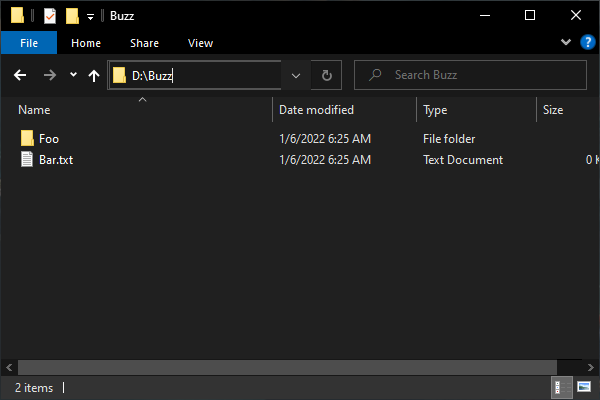 Buzz
File Home Share View
D:\Buzz Search Buzz
Name Date modified Type Size
Foo 1/6/2022 6:25 AM File folder
Bar.txt 1/6/2022 6:25 AM Text Document 0 K
2 items